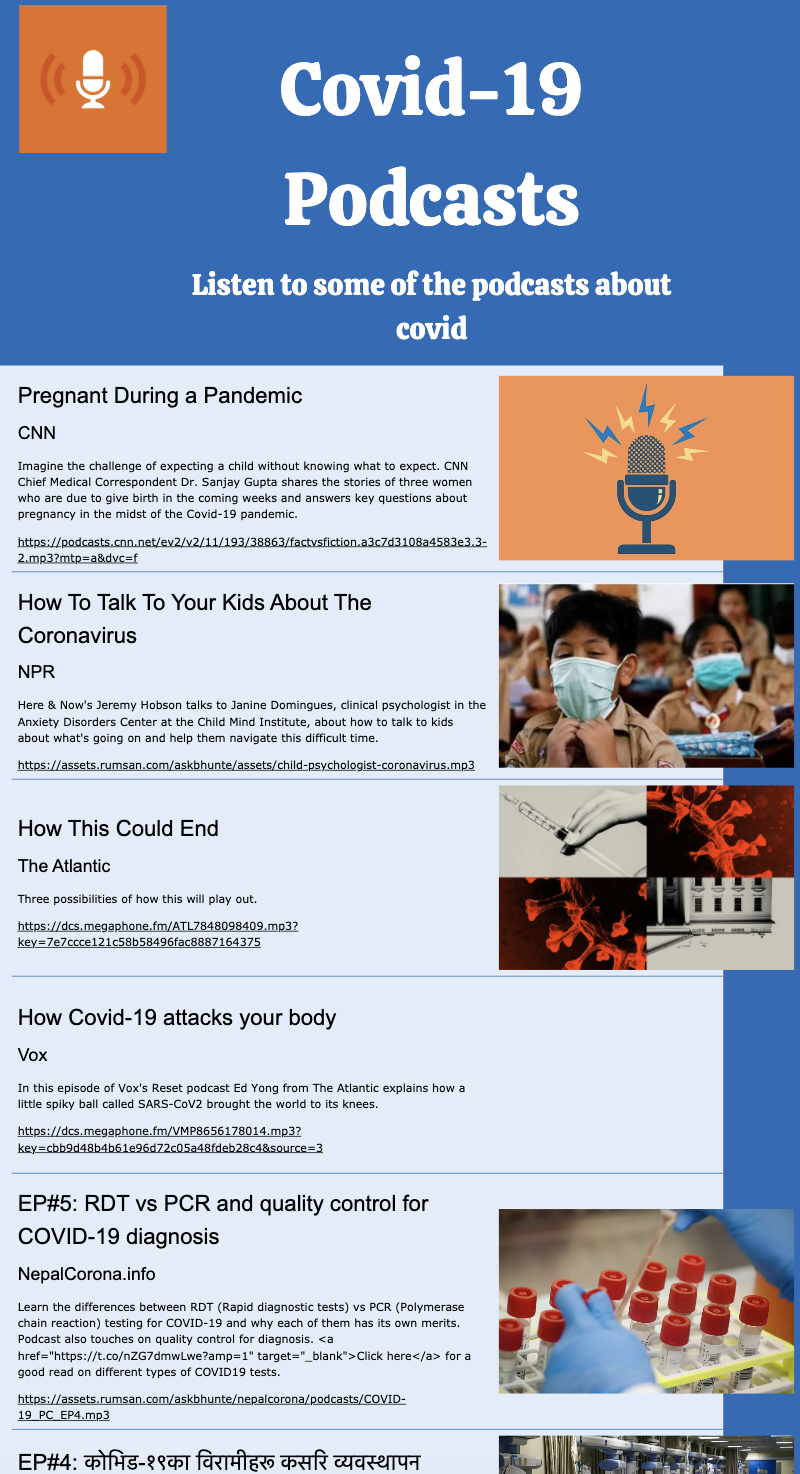 Covid-19
Podcasts
Listen to some of the podcasts about
covid
Pregnant During a Pandemic
CNN
Imagine the challenge of expecting a child without knowing what to expect. CNN
Chief Medical Correspondent Dr. Sanjay Gupta shares the stories of three women
who are due to give birth in the coming weeks and answers key questions about
pregnancy in the midst of the Covid-19 pandemic.
https://podcasts.cnn.net/ev2/v2/11/193/38863/factvsfiction.a3c7d3108a4583e3.3-
2.mp3?mtp=a&dvc=f
How To Talk To Your Kids About The
Coronavirus
NPR
Here & Now's Jeremy Hobson talks to Janine Domingues, clinical psychologist in the
Anxiety Disorders Center at the Child Mind Institute, about how to talk to kids
about what's going on and help them navigate this difficult time.
https://assets.rumsan.com/askbhunte/assets/child-psychologist-coronavirus.mp3
How This Could End
The Atlantic
Three possibilities of how this will play out.
https://dcs.megaphone.fm/ATL7848098409.mp3?
key=7e7ccce121c58b58496fac8887164375
How Covid-19 attacks your body
Vox
In this episode of Vox's Reset podcast Ed Yong from The Atlantic explains how a
little spiky ball called SARS-CoV2 brought the world to its knees.
https://dcs.megaphone.fm/VMP8656178014.mp3?
key=cbb9d48b4b61e96d72c05a48fdeb28c4&source=3
EP#5: RDT vs PCR and quality control for
COVID-19 diagnosis
NepalCorona.info
Learn the differences between RDT (Rapid diagnostic tests) vs PCR (Polymerase
chain reaction) testing for COVID-19 and why each of them has its own merits.
Podcast also touches on quality control for diagnosis. <a
href="https://t.co/nZG7dmwLwe?amp=1" target="_blank">Click here</a> for a
good read on different types of COVID19 tests.
https://assets.rumsan.com/askbhunte/nepalcorona/podcasts/COVID-
19_PC_EP4.mp3
EP#4: कोभिड-१९का विरामीहरू कसरि व्यवस्थापन